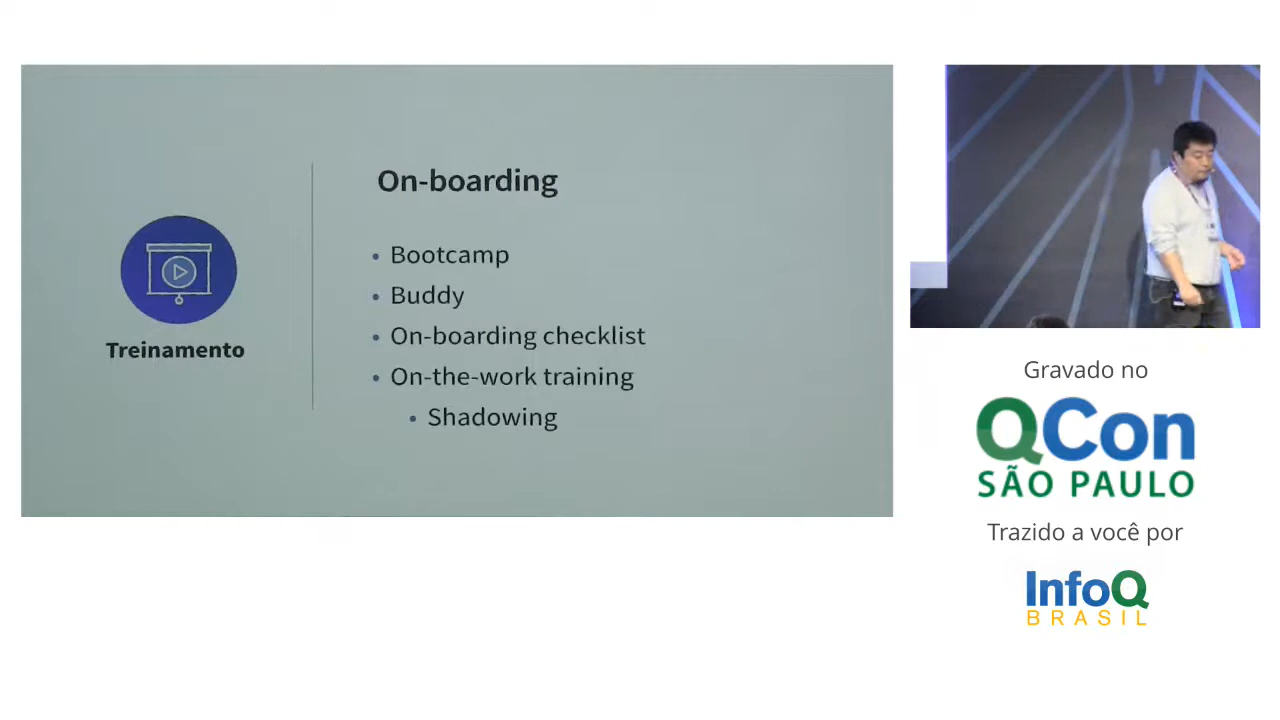 On-boarding
• Bootcamp
• Buddy
• On-boarding checklist
• On-the-work training
• Shadowing
Treinamento
Gravado no
QCon
SÃO PAULO
Trazido a você por
InfoQ
BRASIL